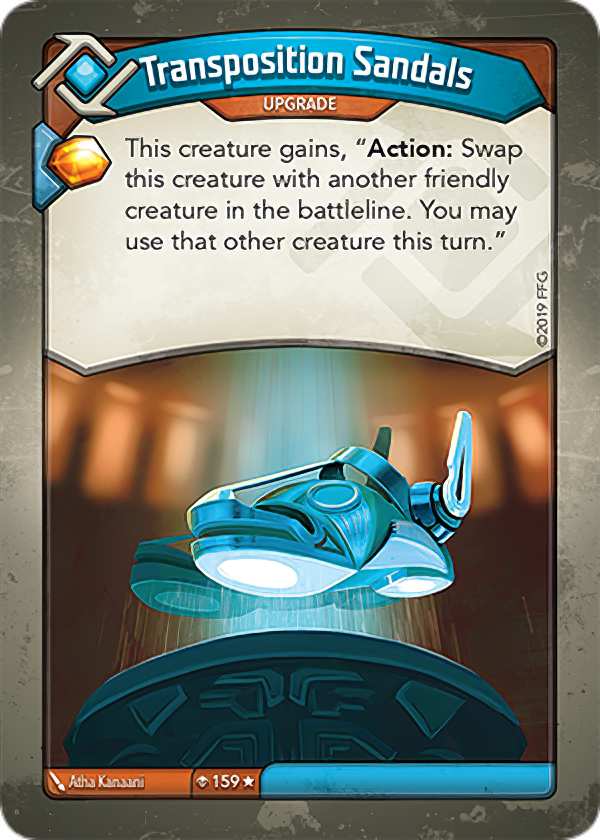 Transposition Sandals
UPGRADE
This creature gains, “Action: Swap
this creature with another friendly
creature in the battleline. You may
use that other creature this turn.”
©2019 FFG
Atha Kanaani
159